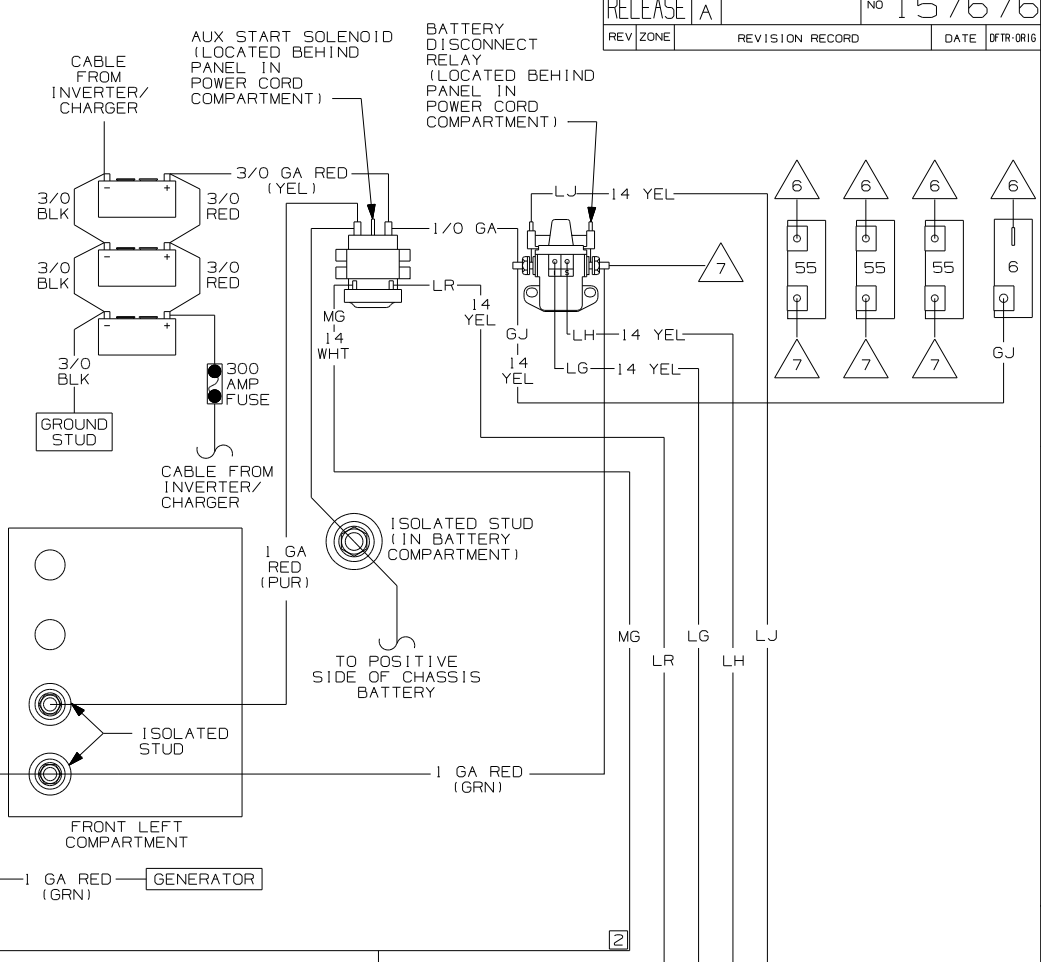 RELEASE A NO 157676
REV ZONE REVISION RECORD DATE DFTR-ORIG
AUX START SOLENOID
(LOCATED BEHIND
PANEL IN
POWER CORD
COMPARTMENT)
BATTERY
DISCONNECT
RELAY
(LOCATED BEHIND
PANEL IN
POWER CORD
COMPARTMENT)
CABLE
FROM
INVERTER/
CHARGER
3/0 GA RED
(YEL)
LJ 14 YEL
6 6 6 6
- +
3/0
BLK
3/0
RED
1/0 GA
- +
3/0
BLK
3/0
RED
7
55 55 55 6
LR
14
YEL
MG
14
WHT
- +
GJ
14
YEL
LH 14 YEL
LG 14 YEL
7 7 7
GJ
3/0
BLK
300
AMP
FUSE
GROUND
STUD
CABLE FROM
INVERTER/
CHARGER
ISOLATED STUD
(IN BATTERY
COMPARTMENT)
1 GA
RED
(PUR)
TO POSITIVE
SIDE OF CHASSIS
BATTERY
MG LG LJ
LR LH
ISOLATED
STUD
1 GA RED
(GRN)
FRONT LEFT
COMPARTMENT
1 GA RED
(GRN)
GENERATOR
2